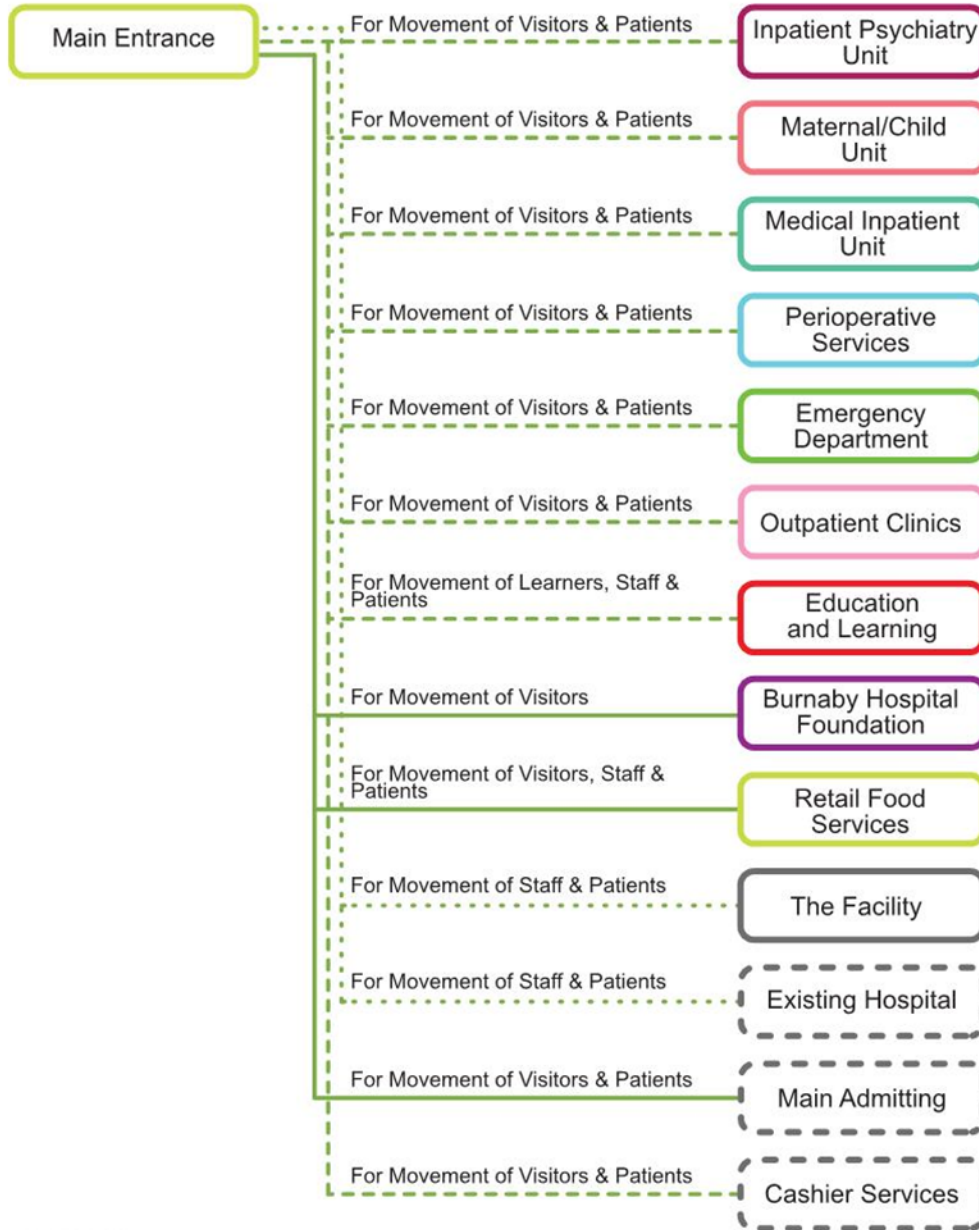 Main Entrance
For Movement of Visitors & Patients
Inpatient Psychiatry
Unit
For Movement of Visitors & Patients
Maternal/Child
Unit
For Movement of Visitors & Patients
Medical Inpatient
Unit
For Movement of Visitors & Patients
Perioperative
Services
For Movement of Visitors & Patients
Emergency
Department
For Movement of Visitors & Patients
Outpatient Clinics
For Movement of Learners, Staff &
Patients
Education
and Learning
For Movement of Visitors
Burnaby Hospital
Foundation
For Movement of Visitors, Staff &
Patients
Retail Food
Services
For Movement of Staff & Patients
The Facility
For Movement of Staff & Patients
Existing Hospital
For Movement of Visitors & Patients
Main Admitting
For Movement of Visitors & Patients
Cashier Services